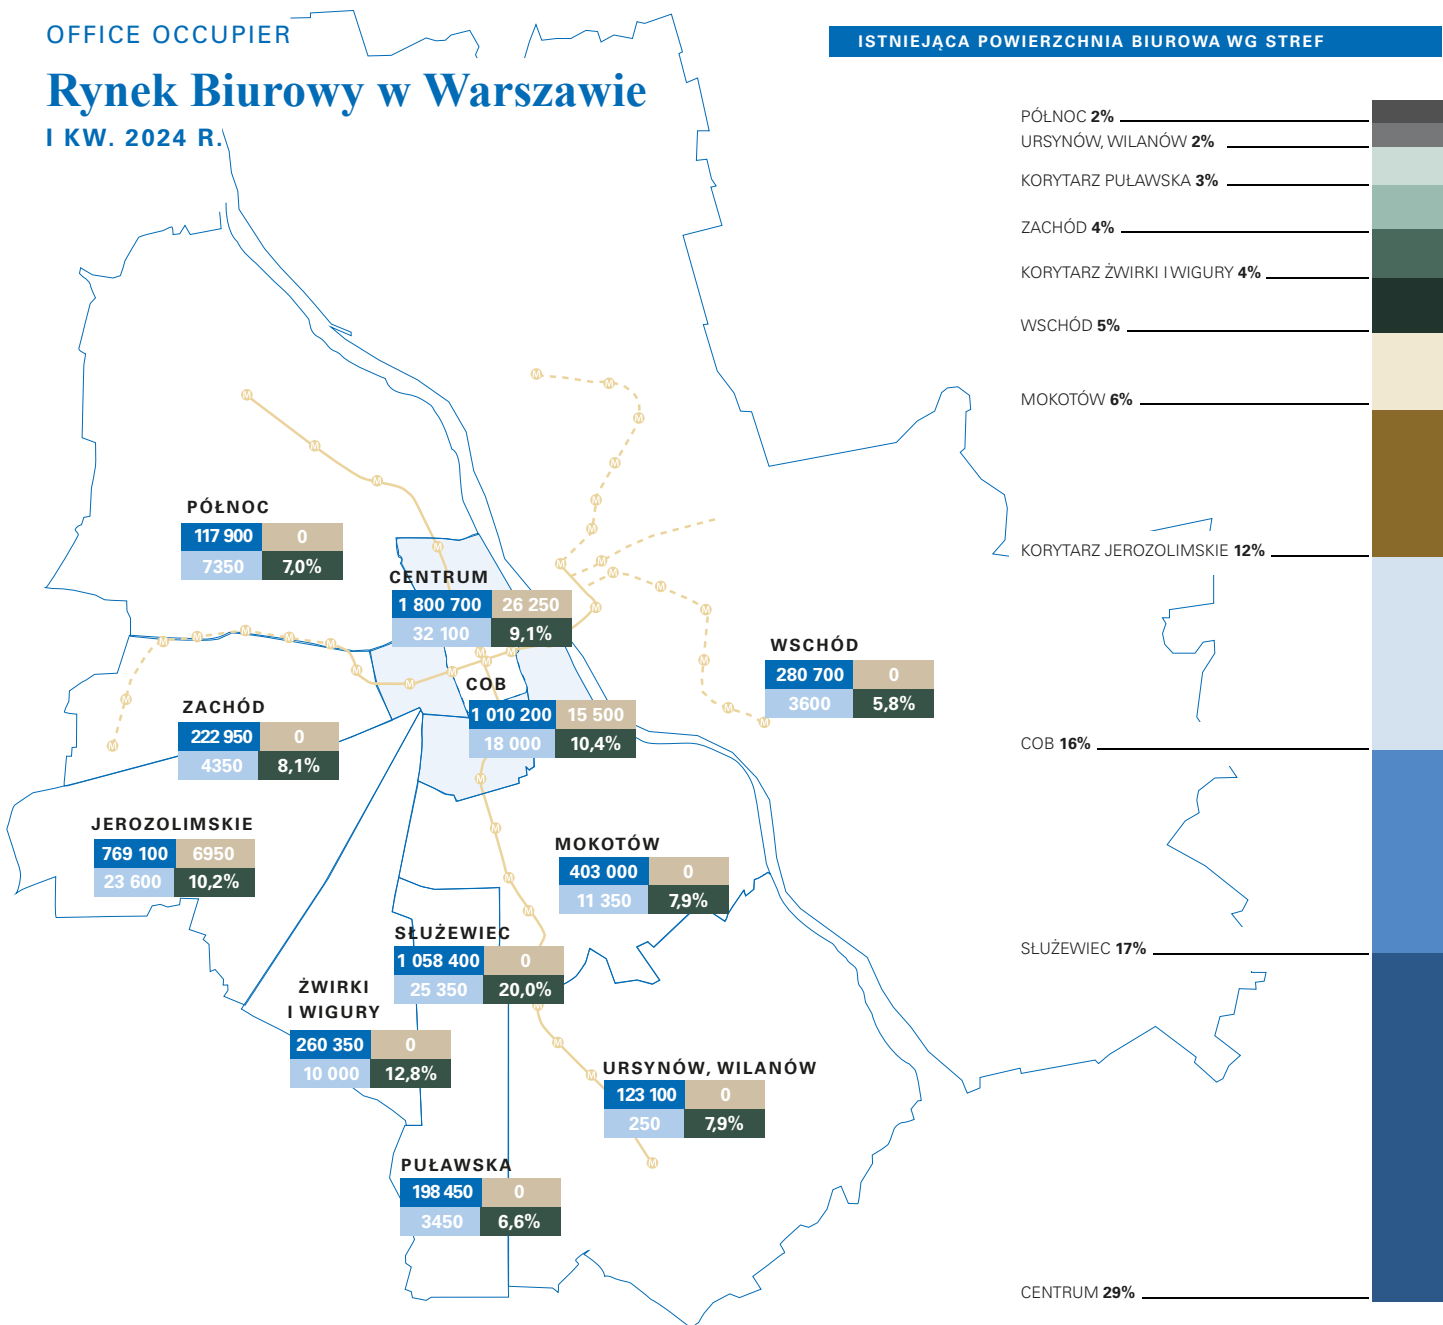 OFFICE OCCUPIER
Rynek Biurowy w Warszawie
I KW. 2024 R.
ISTNIEJĄCA POWIERZCHNIA BIUROWA WG STREF
PÓŁNOC 2%
URSYNÓW, WILANÓW 2%
KORYTARZ PUŁAWSKA 3%
ZACHÓD 4%
KORYTARZ ŻWIRKI I WIGURY 4%
WSCHÓD 5%
MOKOTÓW 6%
KORYTARZ JEROZOLIMSKIE 12%
COB 16%
SŁUŻEWIEC 17%
CENTRUM 29%
PÓŁNOC
117 900 0
7350 7,0%
CENTRUM
1 800 700 26 250
32 100 9,1%
WSCHÓD
280 700 0
3600 5,8%
COB
1 010 200 15 500
18 000 10,4%
ZACHÓD
222 950 0
4350 8,1%
JEROZOLIMSKIE
769 100 6950
23 600 10,2%
MOKOTÓW
403 000 0
11 350 7,9%
SŁUŻEWIEC
1 058 400 0
25 350 20,0%
ŻWIRKI
I WIGURY
260 350 0
10 000 12,8%
URSYNÓW, WILANÓW
123 100 0
250 7,9%
PUŁAWSKA
198 450 0
3450 6,6%